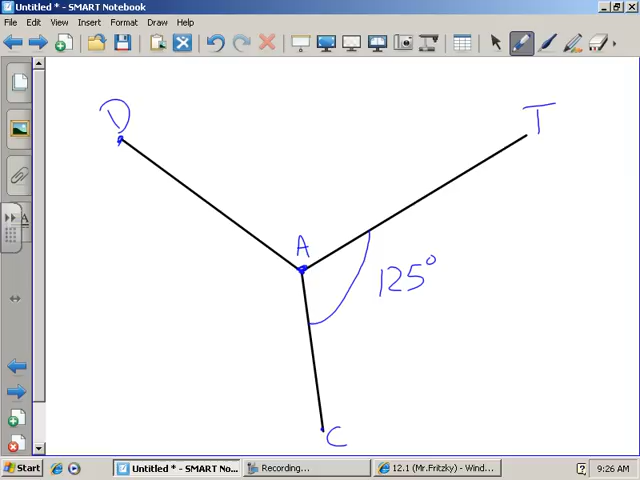 Untitled * - SMART Notebook
File Edit View Insert Format Draw Help
D
T
A
125°
C
A
Start
Untitled * - SMART No...
Recording...
12.1 (Mr.Fritzky) - Wind...
9:26 AM